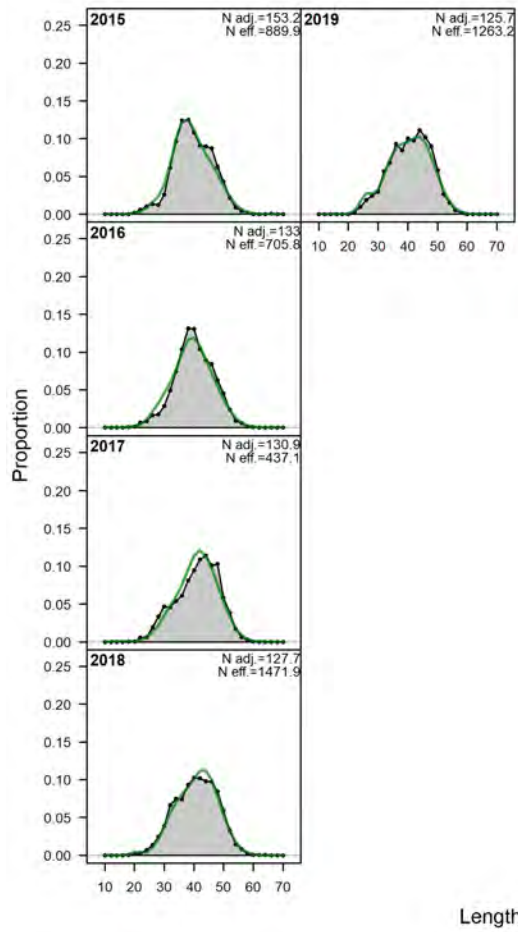 2015 N adj.=153.2
N eff.=889.9
0.25
0.20
0.15
0.10
0.05
0.00
2019 N adj.=125.7
N eff.=1263.2
10 20 30 40 50 60 70
2016 N adj.=133
N eff.=705.8
0.25
0.20
0.15
0.10
0.05
0.00
Proportion
2017 N adj.=130.9
N eff.=437.1
0.25
0.20
0.15
0.10
0.05
0.00
2018 N adj.=127.7
N eff.=1471.9
0.25
0.20
0.15
0.10
0.05
0.00
10 20 30 40 50 60 70
Length